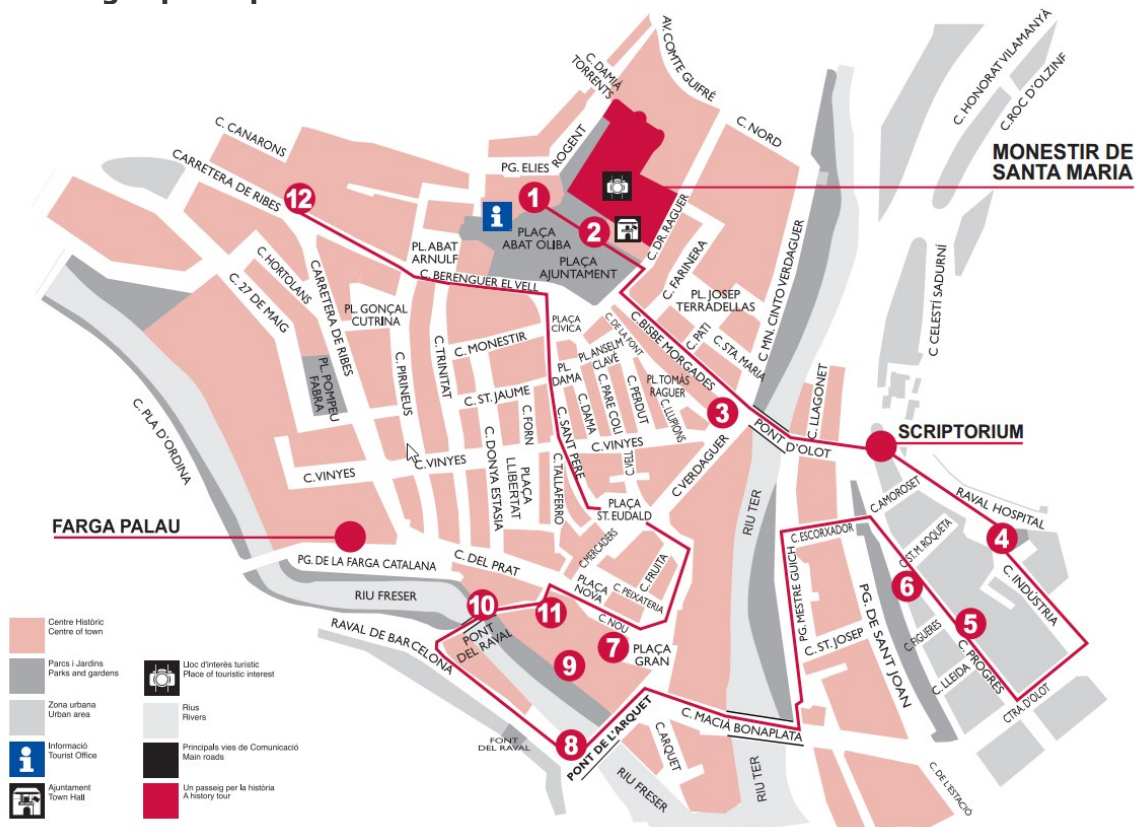 C. DAMIÀ
TORRENTS
AV. COMTE GUIFRÉ
C. NORD
C. HONORAT VILAMANYÀ
C. ROC D'OLZINF
MONESTIR DE
SANTA MARIA
C. CANARONS
CARRETERA DE RIBES
12
PG. ELIES
ROGENT
1
2
PLAÇA
ABAT OLIBA
PLAÇA
AJUNTAMENT
C. DR. RAGUER
C. FARINERA
C. MN. CINTO VERDAGUER
C CELESTÍ SADURNÍ
PL. ABAT
ARNULF
C. BERENGUER EL VELL
C. HORTOLANS
C. 27 DE MAIG
CARRETERA DE RIBES
PL. GONÇAL
CUTRINA
PL. JOSEP
TERRADELLAS
C. PATI
C. STA. MARIA
C. BISBE MORGADES
PLAÇA
CÍVICA
C. DE LA FONT
C. MONESTIR
C. TRINITAT
C. PIRINEUS
PL. POMPEU
FABRA
C. PLA D'ORDINA
PL. ANSELM
CLAVÉ
PL.
DAMA
C. DAMA
C. PARE COLL
C. PERDUT
PL. TOMÀS
RAGUER
C. LLUPIONS
3
C. LLAGONET
PONT D'OLOT
SCRIPTORIUM
C. ST. JAUME
C. FORN
C. SANT PERE
C. VINYES
C. VINYES
C. VINYES
C. DONYA ESTASIA
PLAÇA
LLIBERTAT
C. TALLAFERRO
C VERDAGUER
PLAÇA
ST. EUDALD
RIU TER
C. AMOROSET
RAVAL HOSPITAL
4
FARGA PALAU
PG. DE LA FARGA CATALANA
C. DEL PRAT
C. MERCADERS
C. FRUITA
C. PEIXATERIA
PLAÇA
NOVA
C. ESCORXADOR
C. ST. M. ROQUETA
PG. MESTRE GUICH
6
5
C. INDÚSTRIA
RIU FRESER
10
11
C. NOU
7
PLAÇA
GRAN
9
PONT
DEL RAVAL
RAVAL DE BARCELONA
C. ST. JOSEP
PG. DE SANT JOAN
C. FIGUERES
C. PROGRES
C. LLEIDA
CTRA. D'OLOT
FONT
DEL RAVAL
8
PONT DE L'ARQUET
C. MACIÀ BONAPLATA
C. ARQUET
RIU FRESER
RIU TER
C. DE L'ESTACIÓ
Centre Històric
Centre of town
Parcs i Jardins
Parks and gardens
Zona urbana
Urban area
Informació
Tourist Office
Ajuntament
Town Hall
Lloc d'interès turístic
Place of touristic interest
Rius
Rivers
Principals vies de Comunicació
Main roads
Un passeig per la història
A history tour